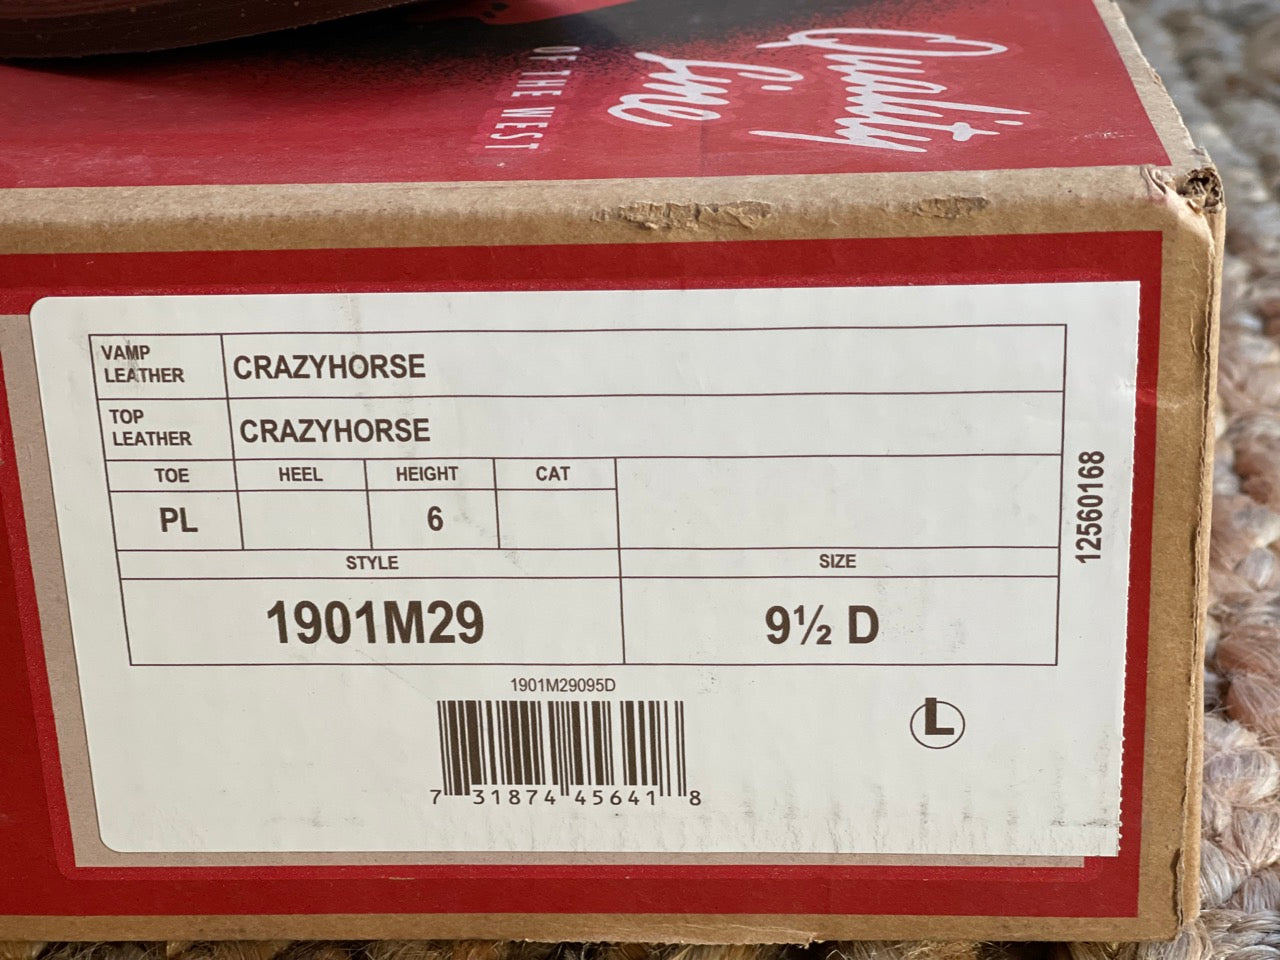 Quality
Line
OF THE WEST
VAMP
LEATHER
CRAZYHORSE
TOP
LEATHER
CRAZYHORSE
TOE HEEL HEIGHT CAT
PL 6
STYLE SIZE
1901M29 9½ D
12560168
1901M29095D
L
7 31874 45641 8